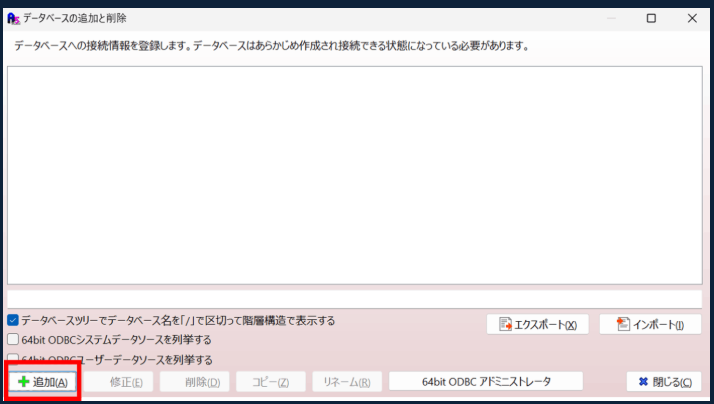 データベースの追加と削除
データベースへの接続情報を登録します。データベースはあらかじめ作成され接続できる状態になっている必要があります。
データベースツリーでデータベース名を「/」で区切って階層構造で表示する
エクスポート(X)
インポート(I)
64bit ODBCシステムデータソースを列挙する
64bit ODBCユーザーデータソースを列挙する
追加(A)
修正(E)
削除(D)
コピー(Z)
リネーム(R)
64bit ODBC アドミニストレータ
閉じる(C)